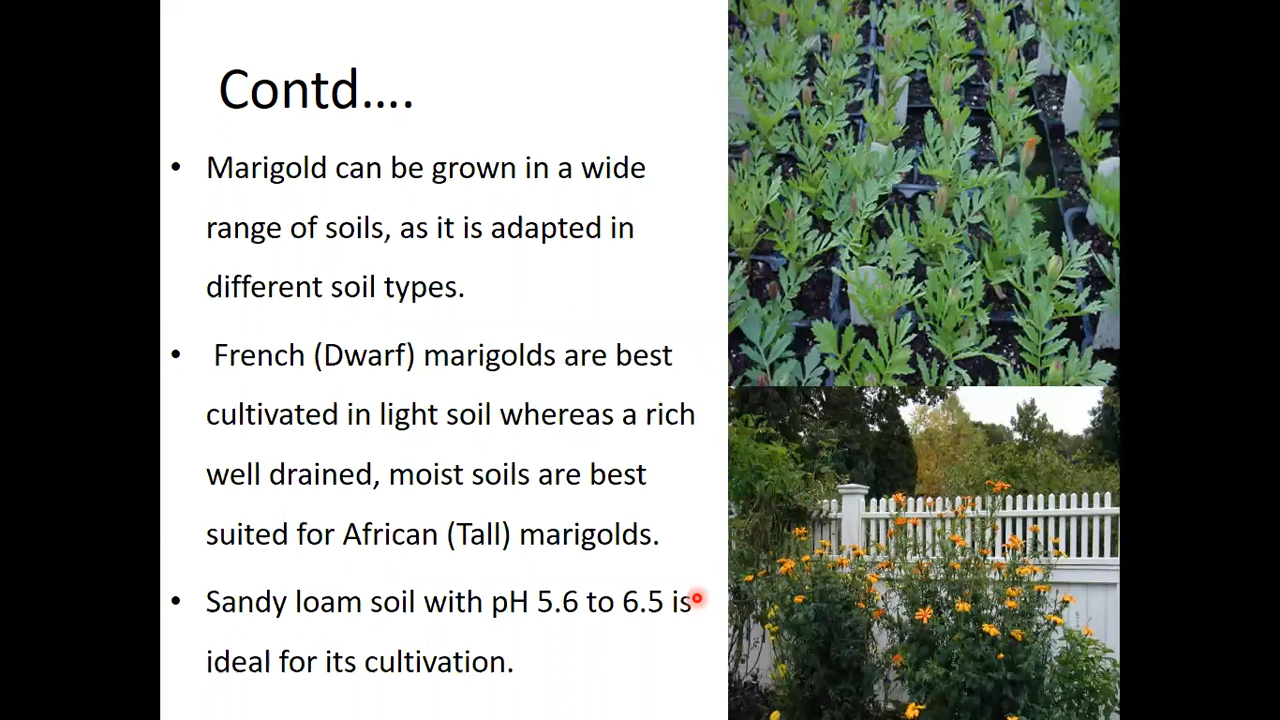 Contd….
• Marigold can be grown in a wide
range of soils, as it is adapted in
different soil types.
• French (Dwarf) marigolds are best
cultivated in light soil whereas a rich
well drained, moist soils are best
suited for African (Tall) marigolds.
• Sandy loam soil with pH 5.6 to 6.5 is
ideal for its cultivation.